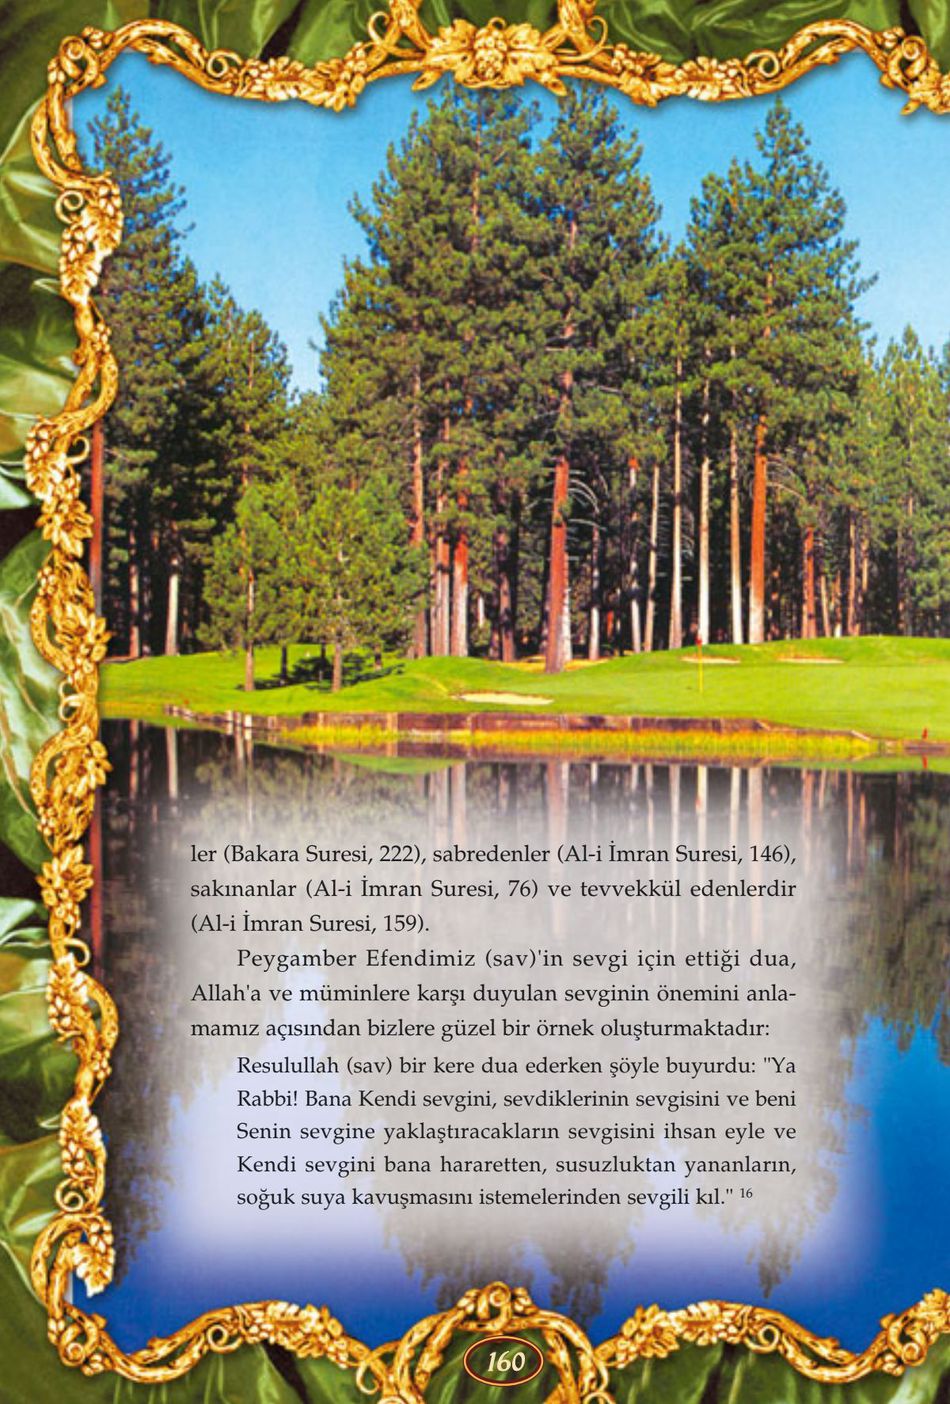 ler (Bakara Suresi, 222), sabredenler (Al-i İmran Suresi, 146),
sakınanlar (Al-i İmran Suresi, 76) ve tevvekkül edenlerdir
(Al-i İmran Suresi, 159).
Peygamber Efendimiz (sav)'in sevgi için ettiği dua,
Allah'a ve müminlere karşı duyulan sevginin önemini anla-
mamız açısından bizlere güzel bir örnek oluşturmaktadır:
Resulullah (sav) bir kere dua ederken şöyle buyurdu: "Ya
Rabbi! Bana Kendi sevgini, sevdiklerinin sevgisini ve beni
Senin sevgine yaklaştıracakların sevgisini ihsan eyle ve
Kendi sevgini bana hararetten, susuzluktan yananların,
soğuk suya kavuşmasını istemelerinden sevgili kıl." 16
160